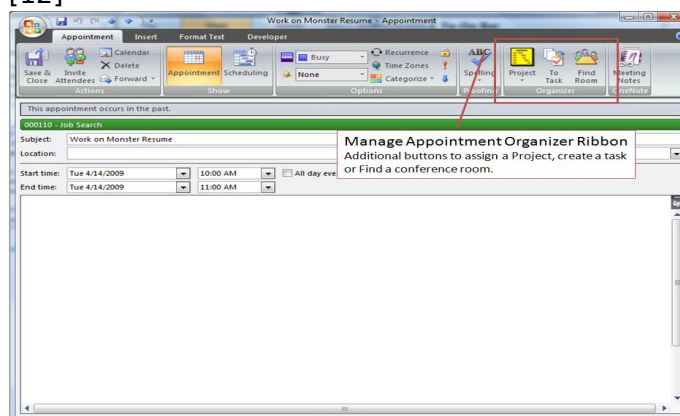 [12]
Work on Monster Resume - Appointment
Appointment Insert Format Text Developer
Save & Close
Invite Attendees
Calendar
Delete
Forward
Actions
Appointment
Scheduling
Show
Busy
None
Recurrence
Time Zones
Categorize
Options
ABC
Spelling
Proofing
Project
To Task
Find Room
Organizer
Meeting Notes
OneNote
This appointment occurs in the past.
000110 - Job Search
Subject: Work on Monster Resume
Location:
Start time: Tue 4/14/2009 10:00 AM All day eve
End time: Tue 4/14/2009 11:00 AM
Manage Appointment Organizer Ribbon
Additional buttons to assign a Project, create a task
or Find a conference room.